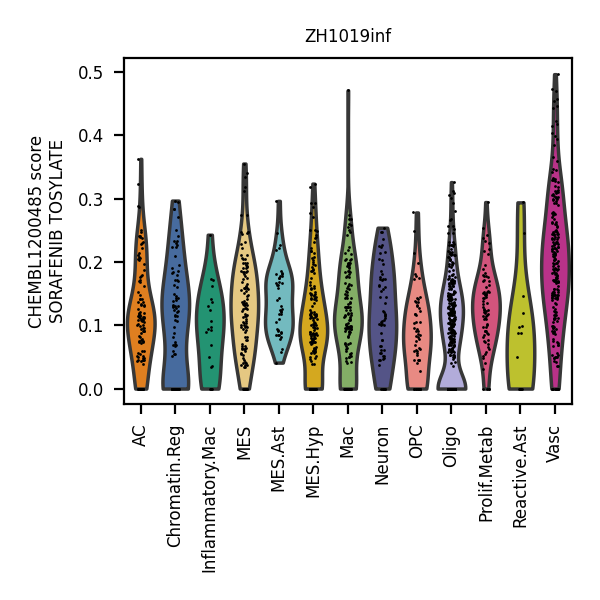 ZH1019inf
CHEMBL1200485 score
SORAFENIB TOSYLATE
0.5
0.4
0.3
0.2
0.1
0.0
AC
Chromatin.Reg
Inflammatory.Mac
MES
MES.Ast
MES.Hyp
Mac
Neuron
OPC
Oligo
Prolif.Metab
Reactive.Ast
Vasc